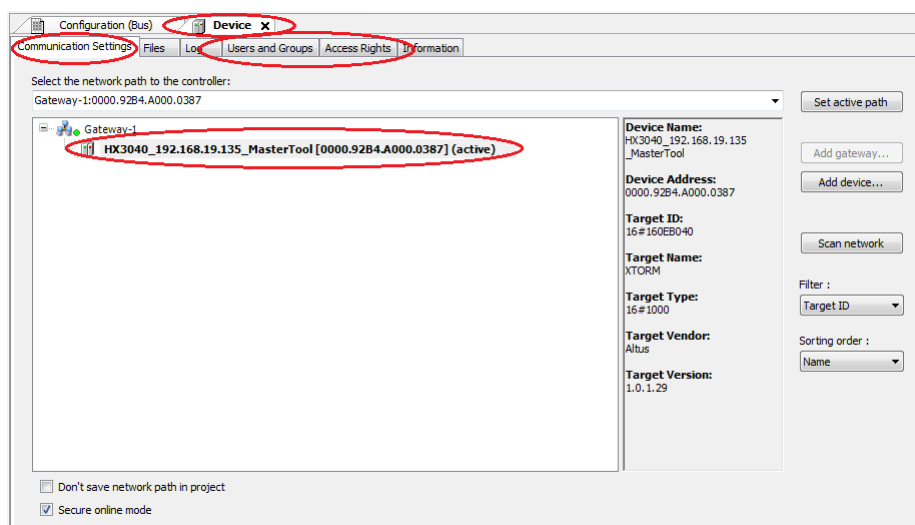 Configuration (Bus)
Device
Communication Settings
Files
Log
Users and Groups
Access Rights
Information
Select the network path to the controller:
Gateway-1:0000.92B4.A000.0387
Set active path
Gateway-1
HX3040_192.168.19.135_MasterTool [0000.92B4.A000.0387] (active)
Device Name:
HX3040_192.168.19.135
_MasterTool
Device Address:
0000.92B4.A000.0387
Target ID:
16#160EB040
Target Name:
XTORM
Target Type:
16#1000
Target Vendor:
Altus
Target Version:
1.0.1.29
Add gateway...
Add device...
Scan network
Filter :
Target ID
Sorting order :
Name
Don't save network path in project
Secure online mode